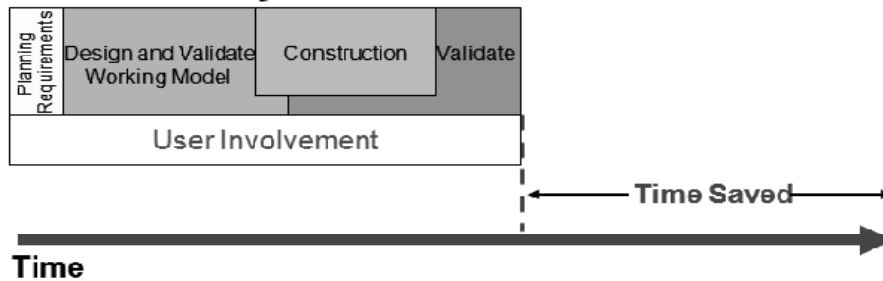 Planning
Requirements
Design and Validate
Working Model
Construction
Validate
User Involvement
Time Saved
Time